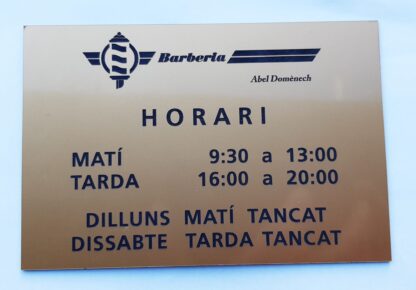 Barberia
Abel Domènech
HORARI
MATÍ 9:30 a 13:00
TARDA 16:00 a 20:00
DILLUNS MATÍ TANCAT
DISSABTE TARDA TANCAT